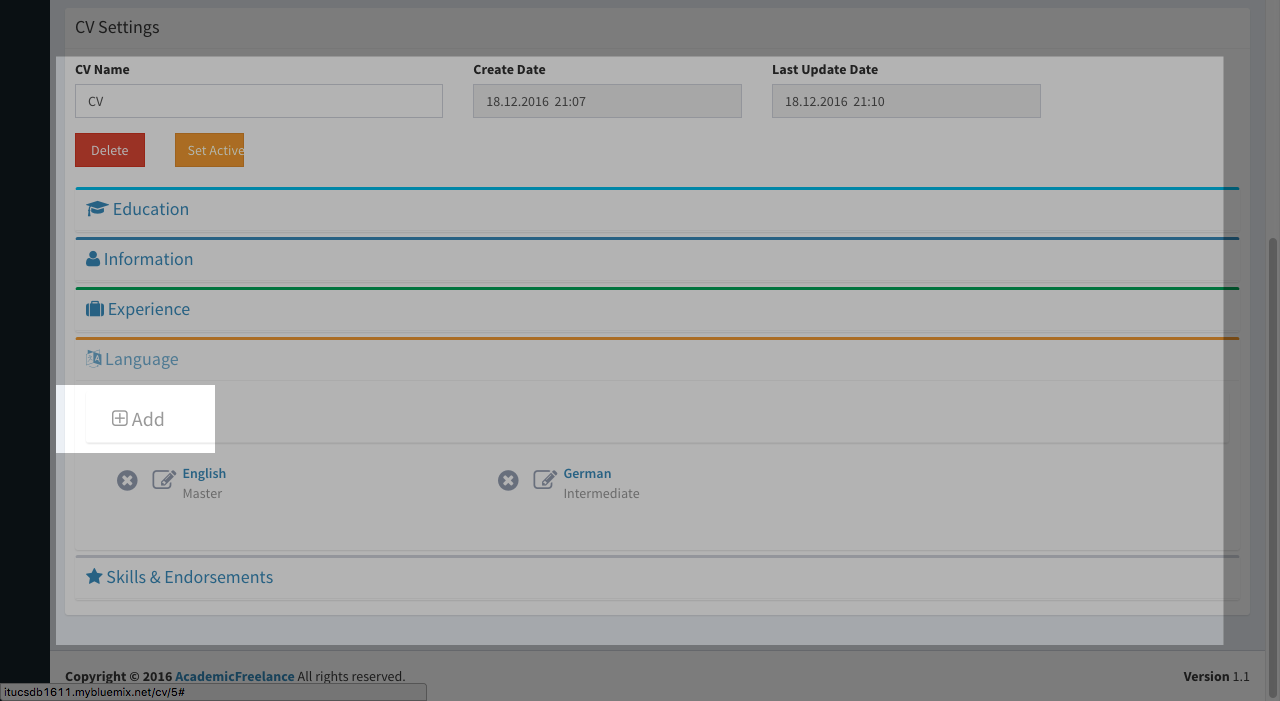 CV Settings
CV Name Create Date Last Update Date
CV 18.12.2016 21:07 18.12.2016 21:10
Delete Set Active
Education
Information
Experience
Language
Add
English German
Master Intermediate
Skills & Endorsements
Copyright © 2016 AcademicFreelance All rights reserved. Version 1.1
itucsdb1611.mybluemix.net/cv/5#